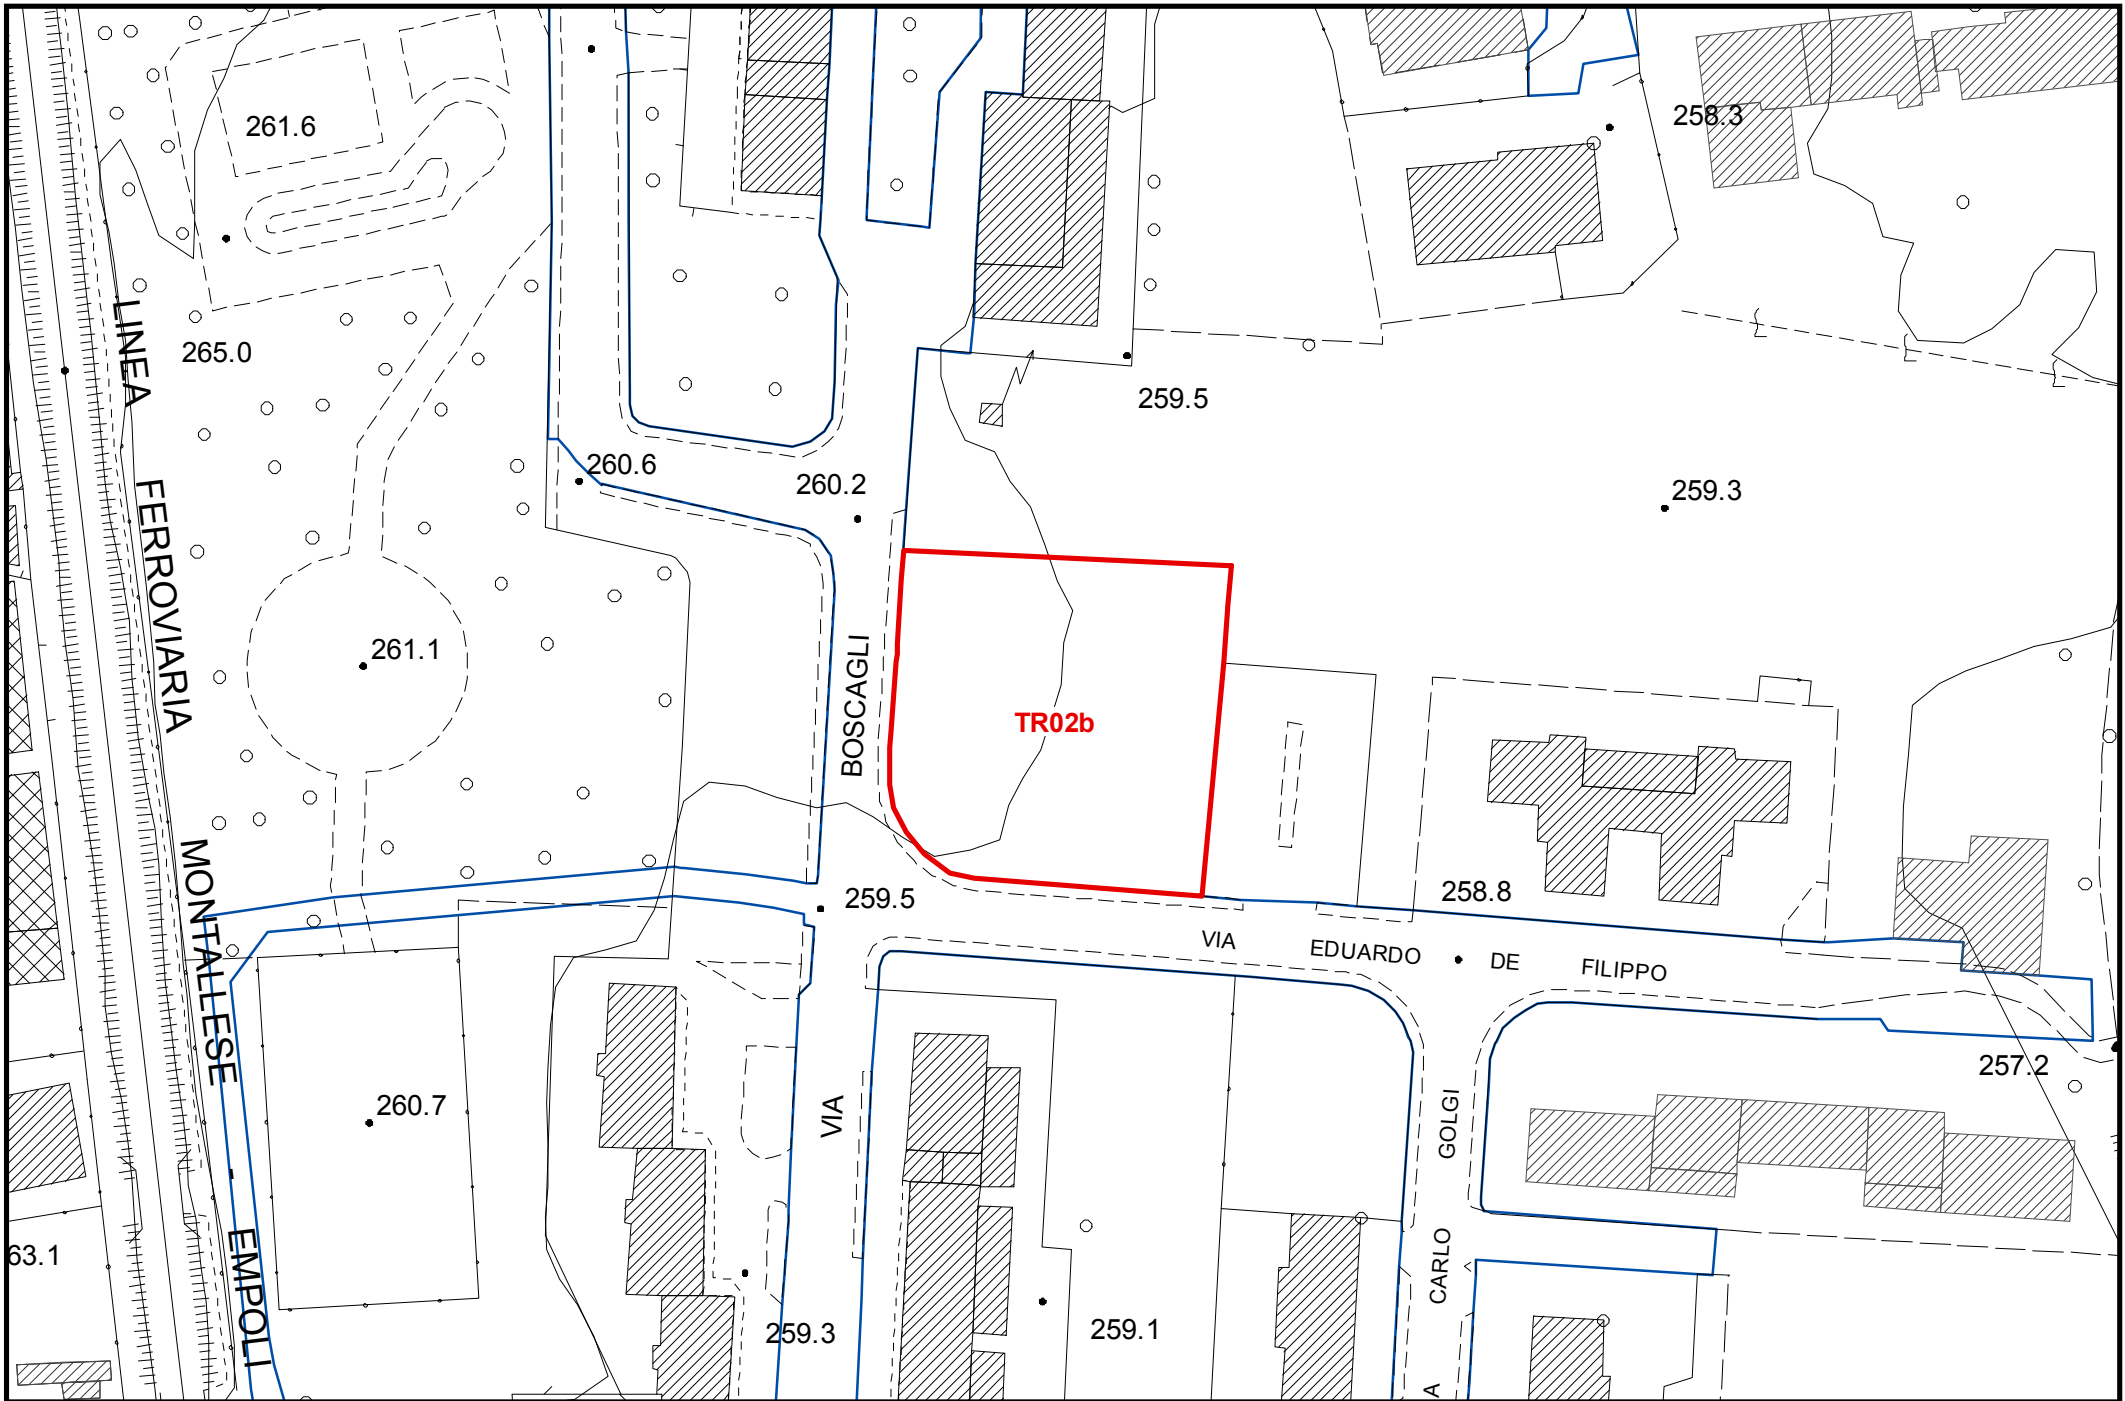 261.6
258.3
LINEA
265.0
259.5
260.6
260.2
259.3
FERROVIARIA
261.1
BOSCAGLI
TR02b
MONTALLESE
259.5
258.8
VIA EDUARDO DE FILIPPO
257.2
260.7
VIA
GOLGI
-
63.1
EMPOLI
CARLO
259.3
259.1
A